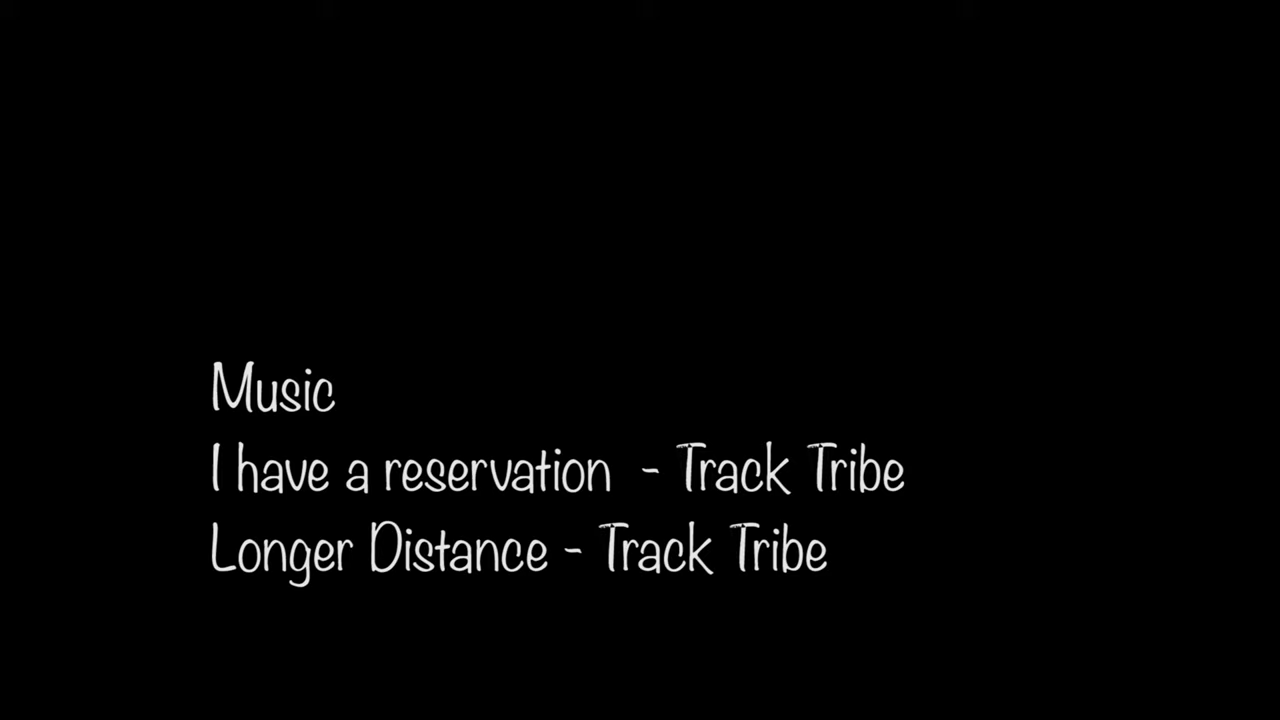 Music
I have a reservation - Track Tribe
Longer Distance - Track Tribe